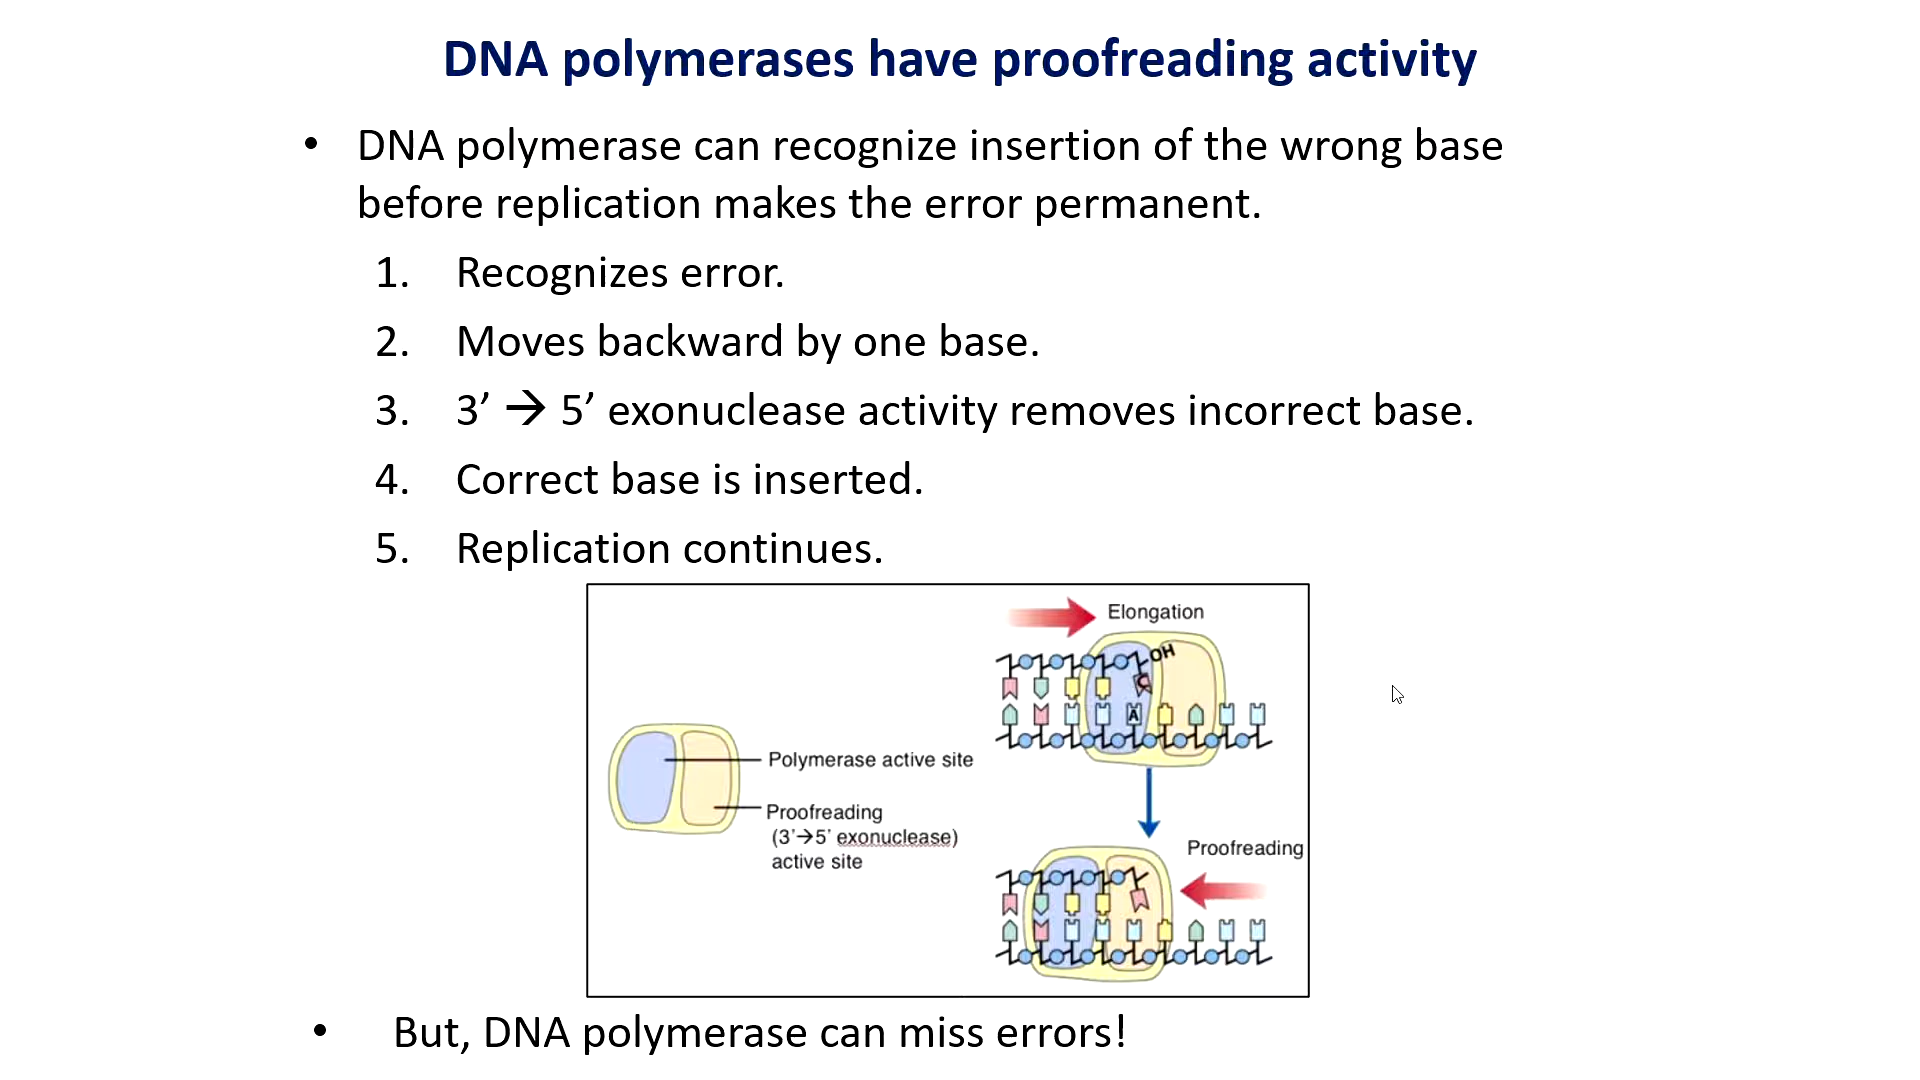 DNA polymerases have proofreading activity
• DNA polymerase can recognize insertion of the wrong base
before replication makes the error permanent.
1. Recognizes error.
2. Moves backward by one base.
3. 3’ → 5’ exonuclease activity removes incorrect base.
4. Correct base is inserted.
5. Replication continues.
Elongation
OH
C
A
Polymerase active site
Proofreading
(3’→5’ exonuclease)
active site
Proofreading
• But, DNA polymerase can miss errors!